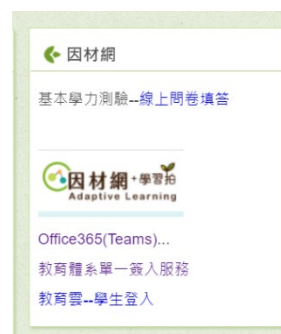 因材網
基本學力測驗--線上問卷填答
因材網+學習拍
Adaptive Learning
Office365(Teams)...
教育體系單一簽入服務
教育雲--學生登入